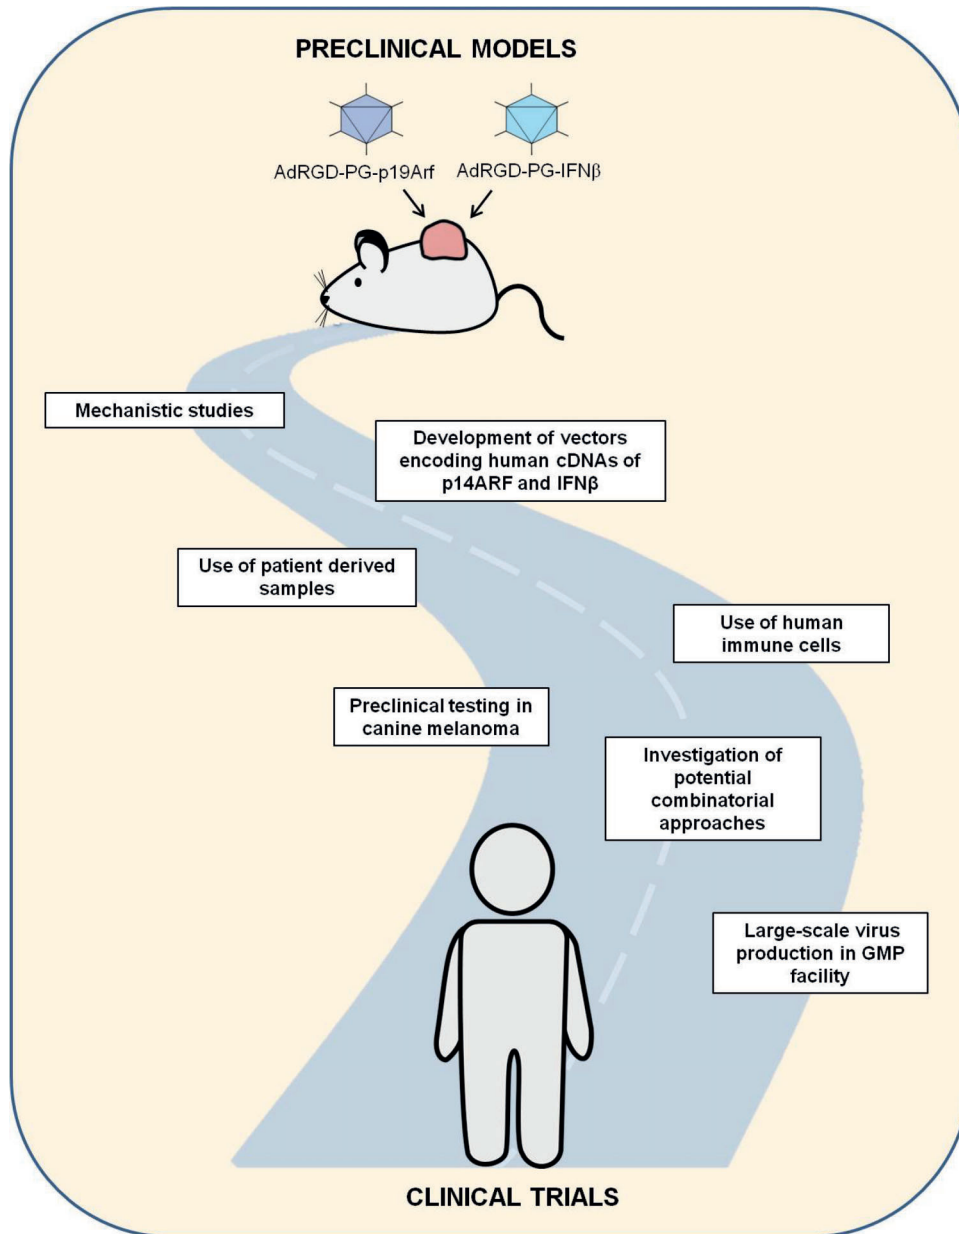 PRECLINICAL MODELS
AdRGD-PG-p19Arf
AdRGD-PG-IFNβ
Mechanistic studies
Development of vectors
encoding human cDNAs of
p14ARF and IFNβ
Use of patient derived
samples
Use of human
immune cells
Preclinical testing in
canine melanoma
Investigation of
potential
combinatorial
approaches
Large-scale virus
production in GMP
facility
CLINICAL TRIALS